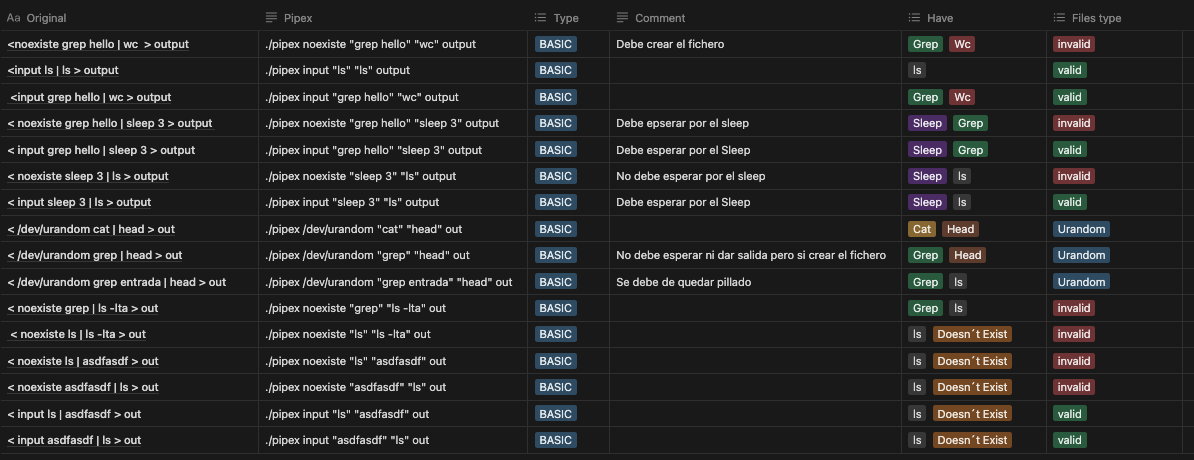 Aa Original Pipex Type Comment Have Files type
<noexiste grep hello | wc > output ./pipex noexiste "grep hello" "wc" output BASIC Debe crear el fichero Grep Wc invalid
<input ls | ls > output ./pipex input "ls" "ls" output BASIC ls valid
<input grep hello | wc > output ./pipex input "grep hello" "wc" output BASIC Grep Wc valid
< noexiste grep hello | sleep 3 > output ./pipex noexiste "grep hello" "sleep 3" output BASIC Debe epserar por el sleep Sleep Grep invalid
< input grep hello | sleep 3 > output ./pipex input "grep hello" "sleep 3" output BASIC Debe esperar por el Sleep Sleep Grep valid
< noexiste sleep 3 | ls > output ./pipex noexiste "sleep 3" "ls" output BASIC No debe esperar por el sleep Sleep ls invalid
< input sleep 3 | ls > output ./pipex input "sleep 3" "ls" output BASIC Debe esperar por el Sleep Sleep ls valid
< /dev/urandom cat | head > out ./pipex /dev/urandom "cat" "head" out BASIC Cat Head Urandom
< /dev/urandom grep | head > out ./pipex /dev/urandom "grep" "head" out BASIC No debe esperar ni dar salida pero si crear el fichero Grep Head Urandom
< /dev/urandom grep entrada | head > out ./pipex /dev/urandom "grep entrada" "head" out BASIC Se debe de quedar pillado Grep ls Urandom
< noexiste grep | ls -lta > out ./pipex noexiste "grep" "ls -lta" out BASIC Grep ls invalid
< noexiste ls | ls -lta > out ./pipex noexiste "ls" "ls -lta" out BASIC ls Doesn´t Exist invalid
< noexiste ls | asdfasdf > out ./pipex noexiste "ls" "asdfasdf" out BASIC ls Doesn´t Exist invalid
< noexiste asdfasdf | ls > out ./pipex noexiste "asdfasdf" "ls" out BASIC ls Doesn´t Exist invalid
< input ls | asdfasdf > out ./pipex input "ls" "asdfasdf" out BASIC ls Doesn´t Exist valid
< input asdfasdf | ls > out ./pipex input "asdfasdf" "ls" out BASIC ls Doesn´t Exist valid